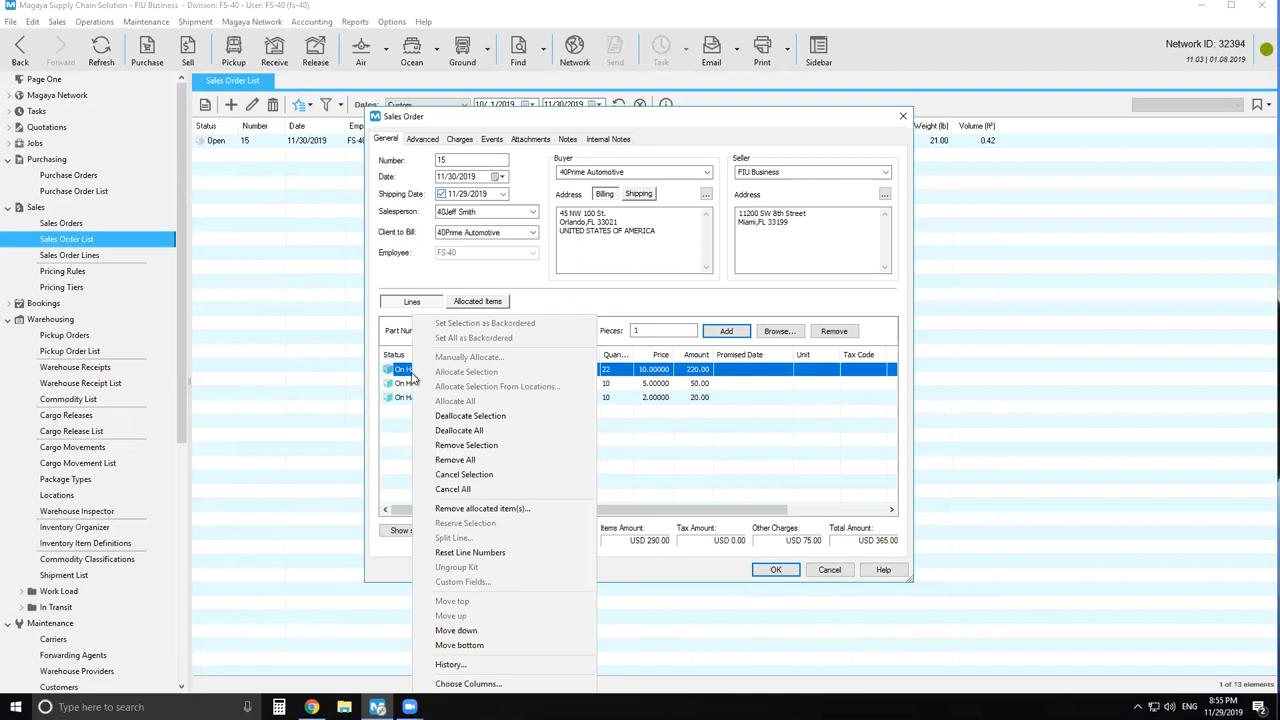 Magaya Supply Chain Solution - FIU Business - Division: FS-40 - User: FS-40 (fs-40)
File Edit Sales Operations Maintenance Shipment Magaya Network Accounting Reports Options Help
Back Forward Refresh Purchase Sell Pickup Receive Release Air Ocean Ground Find Network Send Task Email Print Sidebar
Network ID: 32394
11.03 | 01.08.2019
Page One
Magaya Network
Tasks
Quotations
Jobs
Purchasing
Purchase Orders
Purchase Order List
Sales
Sales Orders
Sales Order List
Sales Order Lines
Pricing Rules
Pricing Tiers
Bookings
Warehousing
Pickup Orders
Pickup Order List
Warehouse Receipts
Warehouse Receipt List
Commodity List
Cargo Releases
Cargo Release List
Cargo Movements
Cargo Movement List
Package Types
Locations
Warehouse Inspector
Inventory Organizer
Inventory Item Definitions
Commodity Classifications
Shipment List
Work Load
In Transit
Maintenance
Carriers
Forwarding Agents
Warehouse Providers
Customers
Sales Order List
Dates: Custom 11/30/2019
Status Number Date Weight (lb) Volume (ft³)
Open 15 11/30/2019 21.00 0.42
Sales Order
General Advanced Charges Events Attachments Notes Internal Notes
Number: 15
Date: 11/30/2019
Shipping Date: 11/29/2019
Salesperson: 40Jeff Smith
Client to Bill: 40Prime Automotive
Employee: FS-40
Buyer
40Prime Automotive
Address Billing Shipping ...
45 NW 100 St.
Orlando,FL 33021
UNITED STATES OF AMERICA
Seller
FIU Business
Address ...
11200 SW 8th Street
Miami,FL 33199
Lines Allocated Items
Pieces: 1 Add Browse... Remove
Status Quan... Price Amount Promised Date Unit Tax Code
22 10.00000 220.00
10 5.00000 50.00
10 2.00000 20.00
Set Selection as Backordered
Set All as Backordered
Manually Allocate...
Allocate Selection
Allocate Selection From Locations...
Allocate All
Deallocate Selection
Deallocate All
Remove Selection
Remove All
Cancel Selection
Cancel All
Remove allocated item(s)...
Reserve Selection
Split Line...
Reset Line Numbers
Ungroup Kit
Custom Fields...
Move top
Move up
Move down
Move bottom
History...
Choose Columns...
Items Amount: Tax Amount: Other Charges: Total Amount:
USD 290.00 USD 0.00 USD 75.00 USD 365.00
OK Cancel Help
1 of 13 elements
Type here to search
8:55 PM
11/29/2019